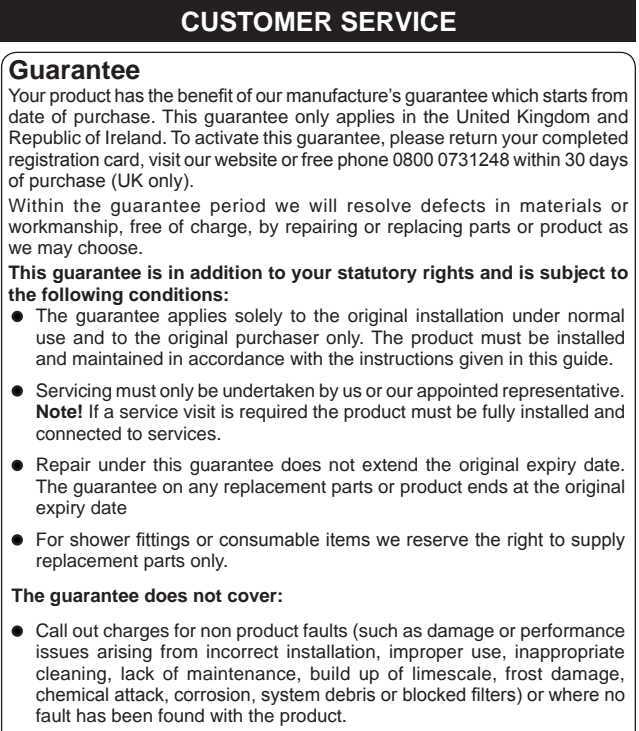 CUSTOMER SERVICE
Guarantee
Your product has the benefit of our manufacture's guarantee which starts from
date of purchase. This guarantee only applies in the United Kingdom and
Republic of Ireland. To activate this guarantee, please return your completed
registration card, visit our website or free phone 0800 0731248 within 30 days
of purchase (UK only).
Within the guarantee period we will resolve defects in materials or
workmanship, free of charge, by repairing or replacing parts or product as
we may choose.
This guarantee is in addition to your statutory rights and is subject to
the following conditions:
● The guarantee applies solely to the original installation under normal
use and to the original purchaser only. The product must be installed
and maintained in accordance with the instructions given in this guide.
● Servicing must only be undertaken by us or our appointed representative.
Note! If a service visit is required the product must be fully installed and
connected to services.
● Repair under this guarantee does not extend the original expiry date.
The guarantee on any replacement parts or product ends at the original
expiry date
● For shower fittings or consumable items we reserve the right to supply
replacement parts only.
The guarantee does not cover:
● Call out charges for non product faults (such as damage or performance
issues arising from incorrect installation, improper use, inappropriate
cleaning, lack of maintenance, build up of limescale, frost damage,
chemical attack, corrosion, system debris or blocked filters) or where no
fault has been found with the product.